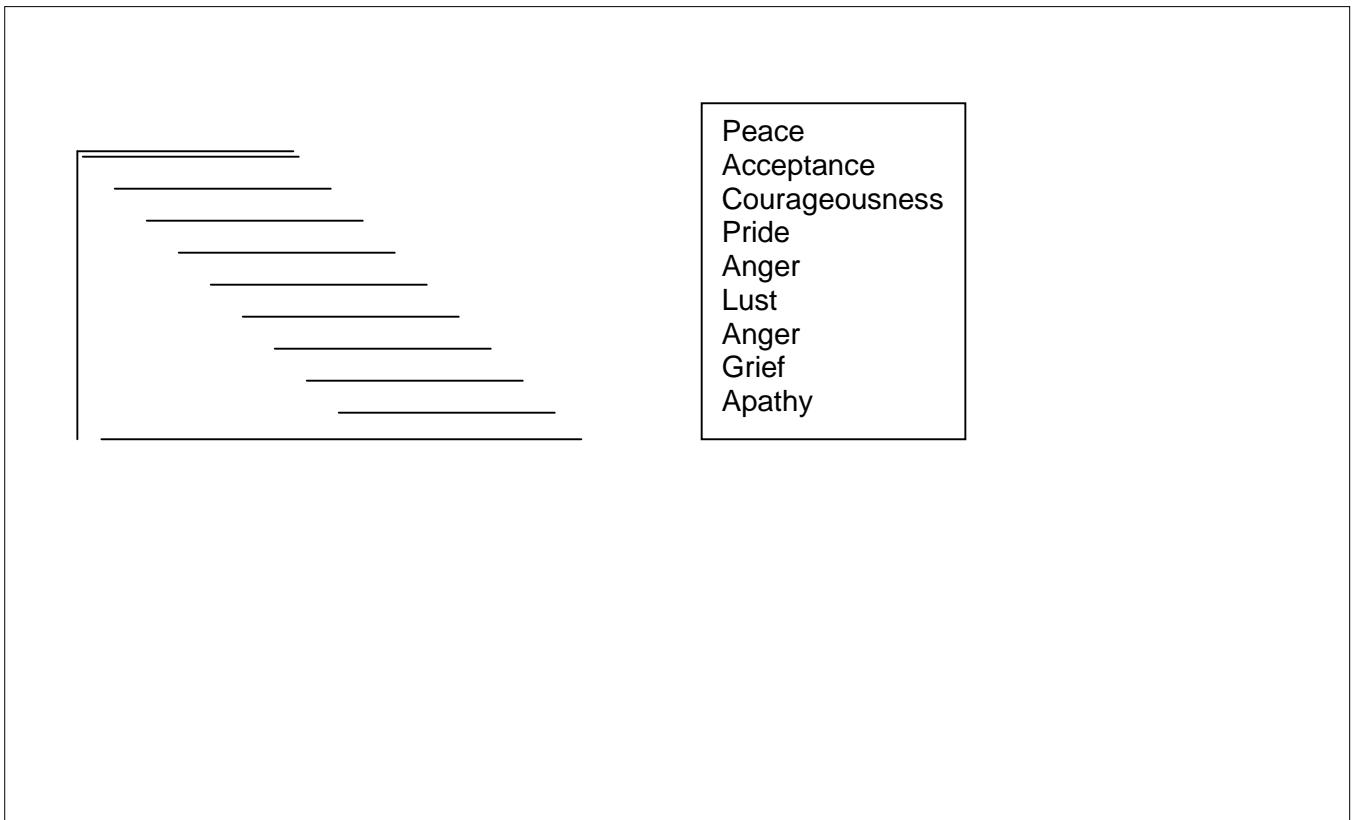 Peace
Acceptance
Courageousness
Pride
Anger
Lust
Anger
Grief
Apathy